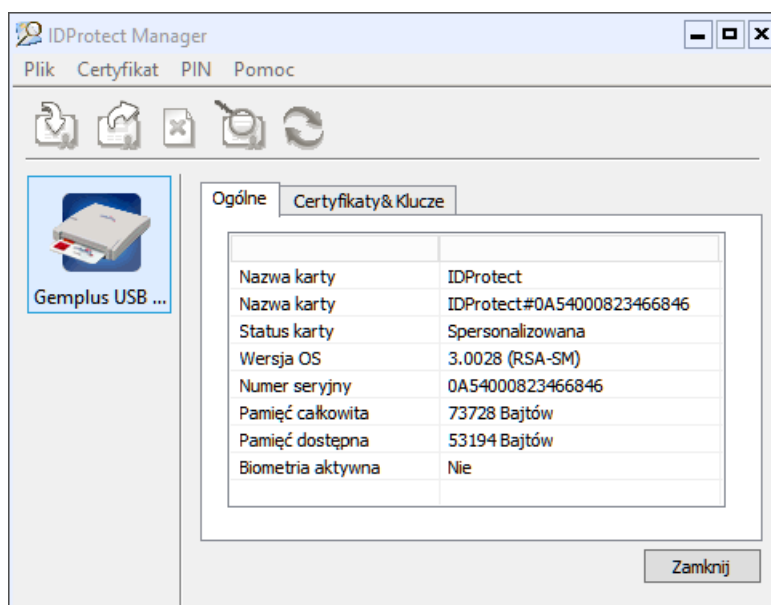 IDProtect Manager
Plik Certyfikat PIN Pomoc
Gemplus USB ...
Ogólne Certyfikaty& Klucze
Nazwa karty IDProtect
Nazwa karty IDProtect#0A54000823466846
Status karty Spersonalizowana
Wersja OS 3.0028 (RSA-SM)
Numer seryjny 0A54000823466846
Pamięć całkowita 73728 Bajtów
Pamięć dostępna 53194 Bajtów
Biometria aktywna Nie
Zamknij